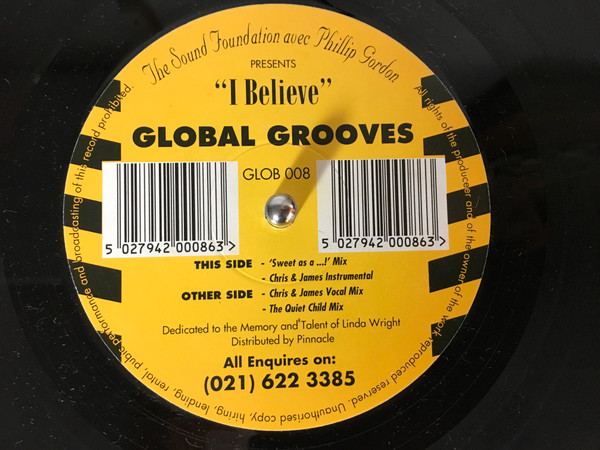 The Sound Foundation avec Phillip Gordon
PRESENTS
“I Believe”
GLOBAL GROOVES
GLOB 008
5 027942 000863 >
5 027942 000863 >
THIS SIDE - ‘Sweet as a ...!’ Mix
- Chris & James Instrumental
OTHER SIDE - Chris & James Vocal Mix
- The Quiet Child Mix
Dedicated to the Memory and Talent of Linda Wright
Distributed by Pinnacle
All Enquires on:
(021) 622 3385
All rights of the produceer and of the owner of the work reproduced reserved. Unauthorised copy, hiring, lending, rental, public performance and broadcasting of this record prohibited.